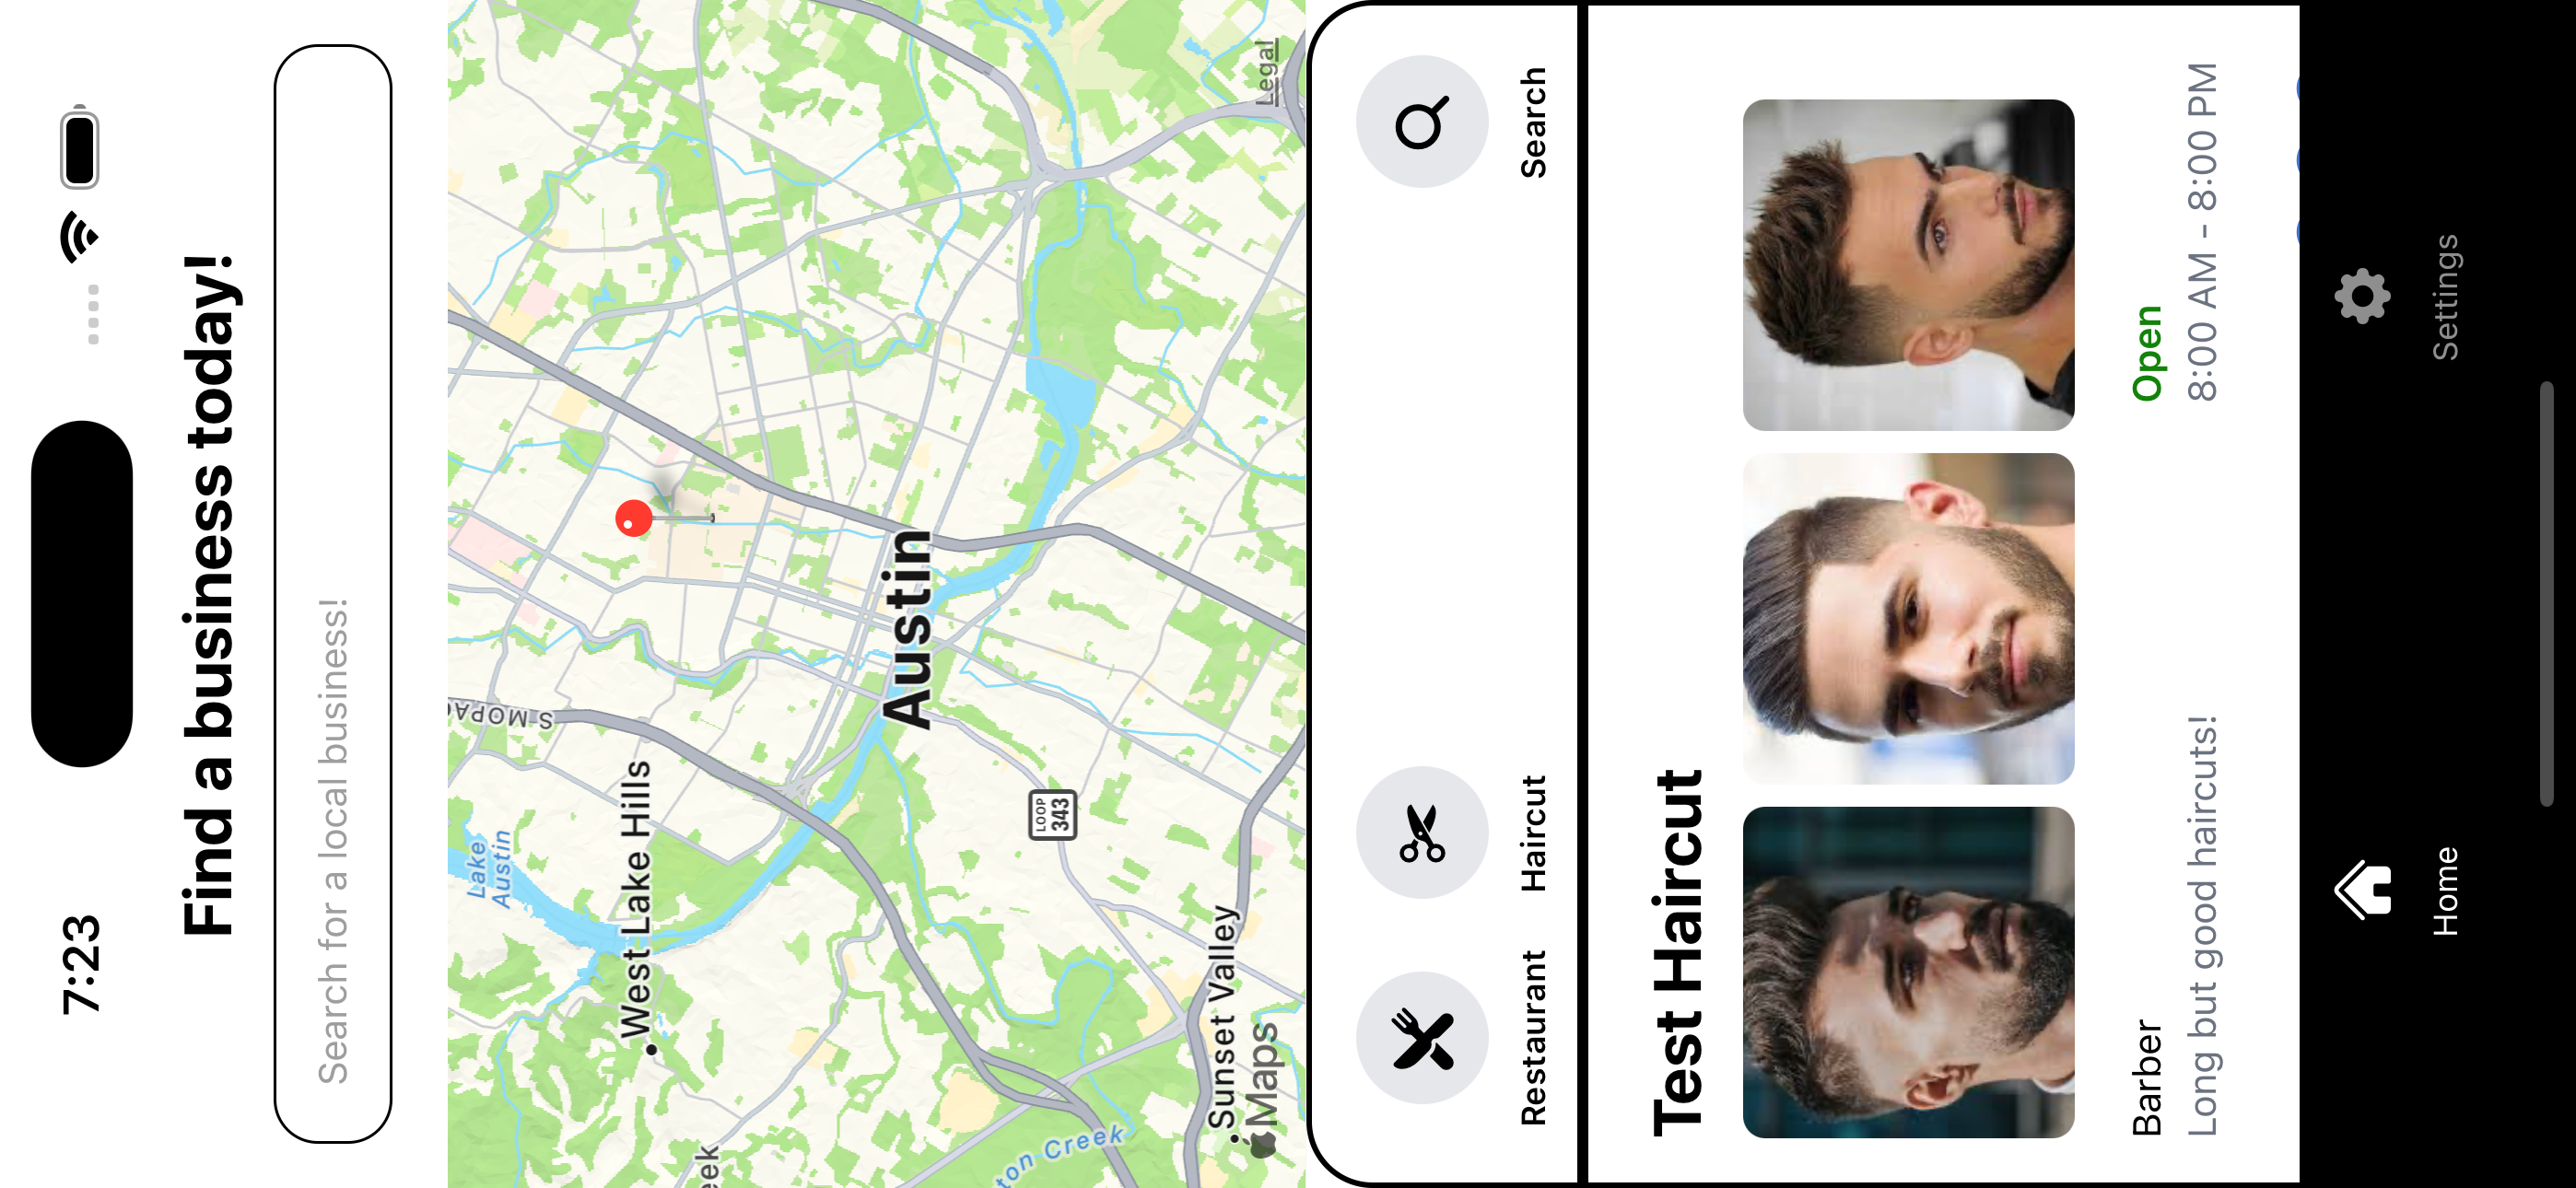 7:23
Find a business today!
Search for a local business!
S MOPAC
Lake
Austin
West Lake Hills
Austin
LOOP
343
Sunset Valley
eek
ton Creek
Maps
Legal
Restaurant
Haircut
Search
Test Haircut
Barber
Open
Long but good haircuts!
8:00 AM - 8:00 PM
Home
Settings